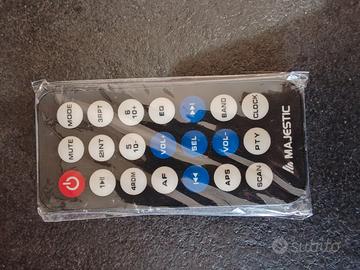 MODE
3RPT
6
10+
EQ
▶▶|
BAND
CLOCK
MUTE
2INT
5
10-
VOL+
SEL
VOL-
PTY
1▶||
4RDM
AF
|◀◀
APS
SCAN
MAJESTIC
subito